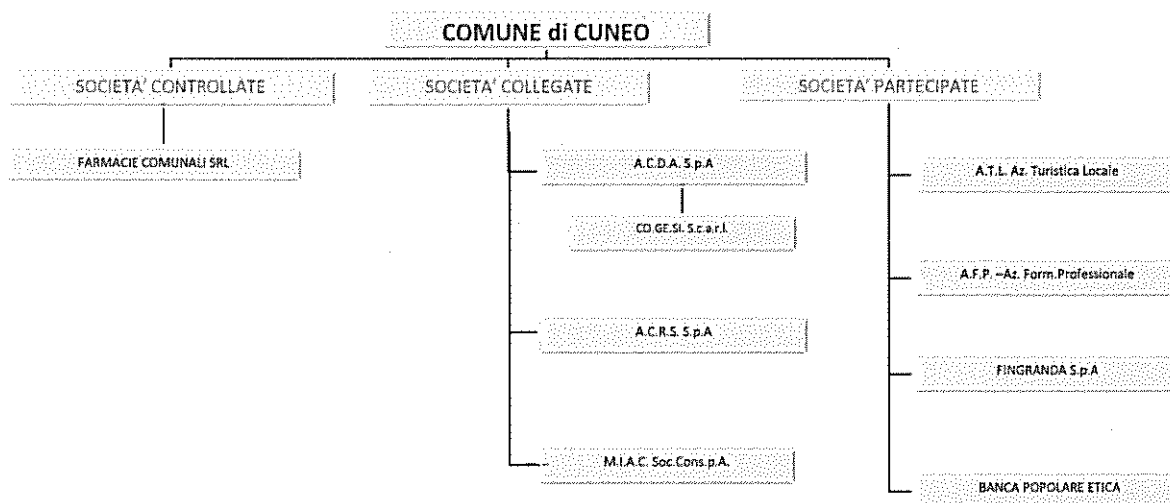 COMUNE di CUNEO
SOCIETA' CONTROLLATE
SOCIETA' COLLEGATE
SOCIETA' PARTECIPATE
FARMACIE COMUNALI SRL
A.C.D.A. S.p.A
CO.GE.SI. S.c.a.r.l.
A.C.R.S. S.p.A
M.I.A.C. Soc.Cons.p.A.
A.T.L. Az. Turistica Locale
A.F.P. –Az. Form.Professionale
FINGRANDA S.p.A
BANCA POPOLARE ETICA